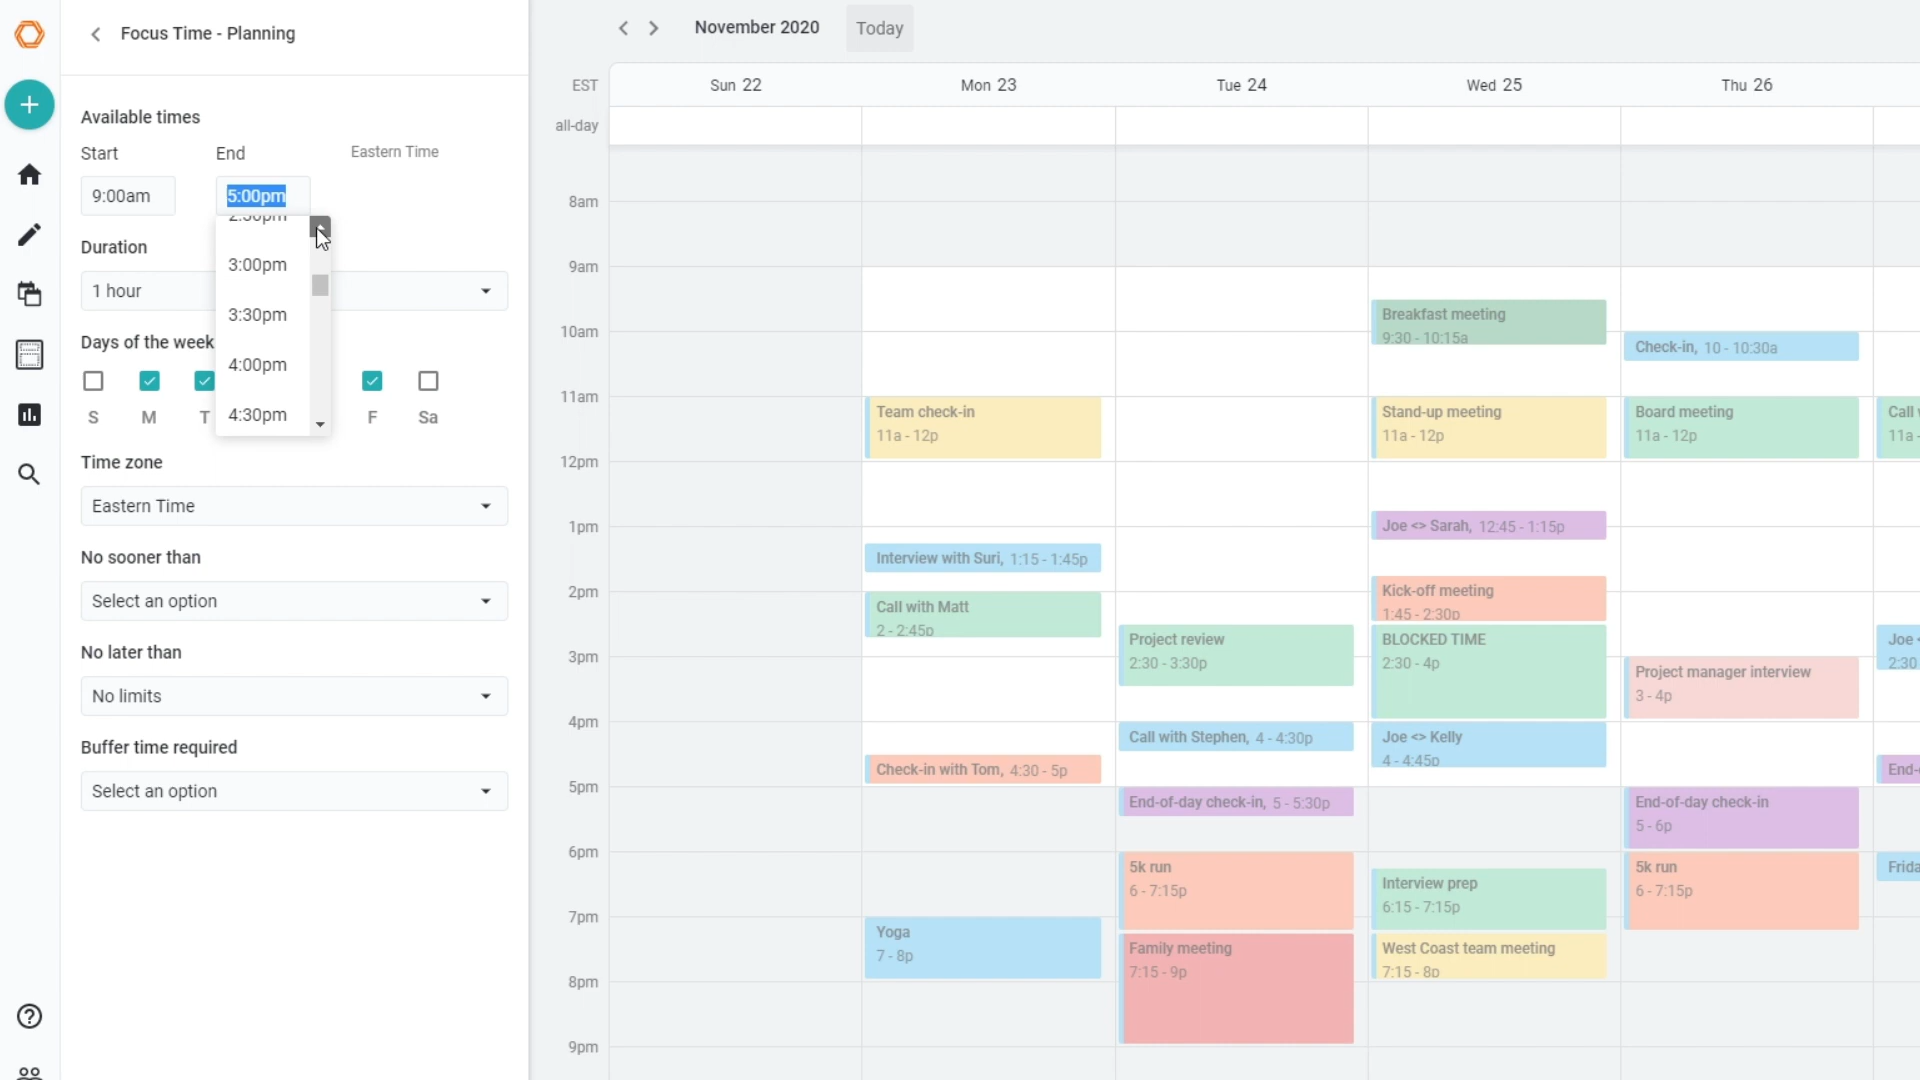 Focus Time - Planning
Available times
Start
End
Eastern Time
9:00am
5:00pm
2:30pm
3:00pm
3:30pm
4:00pm
4:30pm
Duration
1 hour
Days of the week
S
M
T
F
Sa
Time zone
Eastern Time
No sooner than
Select an option
No later than
No limits
Buffer time required
Select an option
November 2020
Today
EST
Sun 22
Mon 23
Tue 24
Wed 25
Thu 26
all-day
8am
9am
10am
11am
12pm
1pm
2pm
3pm
4pm
5pm
6pm
7pm
8pm
9pm
Team check-in
11a - 12p
Interview with Suri, 1:15 - 1:45p
Call with Matt
2 - 2:45p
Check-in with Tom, 4:30 - 5p
Yoga
7 - 8p
Project review
2:30 - 3:30p
Call with Stephen, 4 - 4:30p
End-of-day check-in, 5 - 5:30p
5k run
6 - 7:15p
Family meeting
7:15 - 9p
Breakfast meeting
9:30 - 10:15a
Stand-up meeting
11a - 12p
Joe <> Sarah, 12:45 - 1:15p
Kick-off meeting
1:45 - 2:30p
BLOCKED TIME
2:30 - 4p
Joe <> Kelly
4 - 4:45p
Interview prep
6:15 - 7:15p
West Coast team meeting
7:15 - 8p
Check-in, 10 - 10:30a
Board meeting
11a - 12p
Project manager interview
3 - 4p
End-of-day check-in
5 - 6p
5k run
6 - 7:15p
Call
11a -
Joe
2:30
End-
Frida